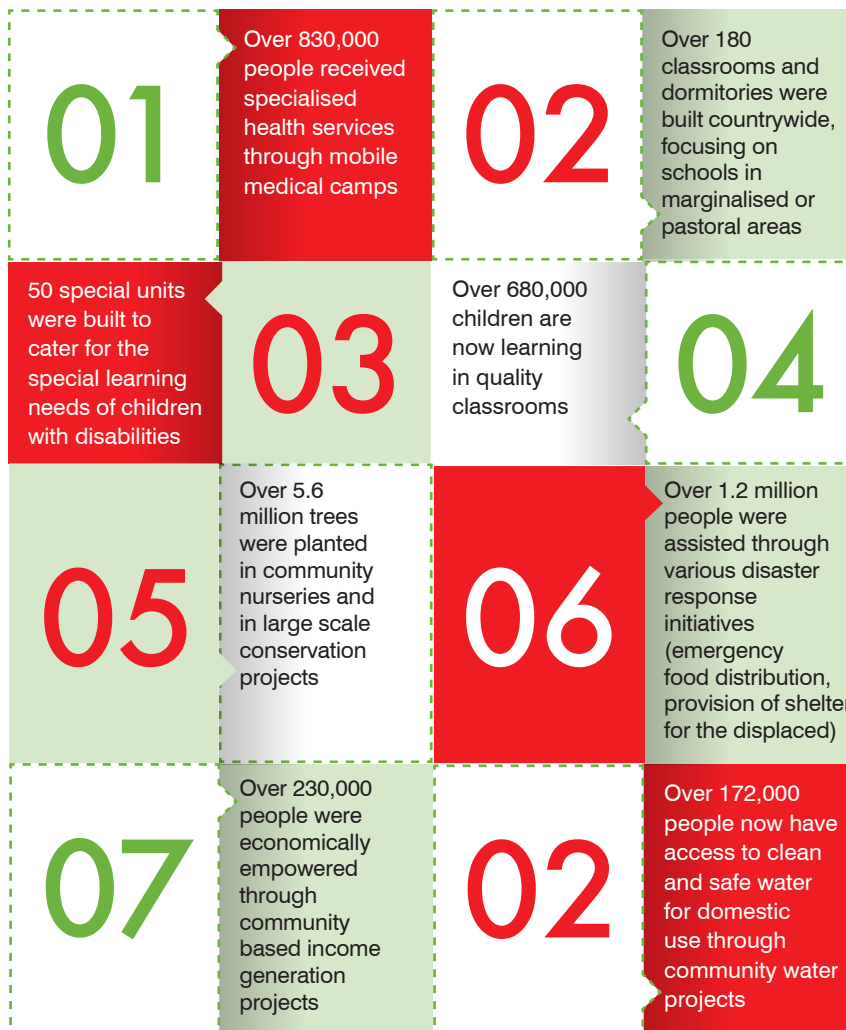 01
Over 830,000
people received
specialised
health services
through mobile
medical camps
02
Over 180
classrooms and
dormitories were
built countrywide,
focusing on
schools in
marginalised or
pastoral areas
50 special units
were built to
cater for the
special learning
needs of children
with disabilities
03
Over 680,000
children are
now learning
in quality
classrooms
04
05
Over 5.6
million trees
were planted
in community
nurseries and
in large scale
conservation
projects
06
Over 1.2 million
people were
assisted through
various disaster
response
initiatives
(emergency
food distribution,
provision of shelter
for the displaced)
07
Over 230,000
people were
economically
empowered
through
community
based income
generation
projects
02
Over 172,000
people now have
access to clean
and safe water
for domestic
use through
community water
projects